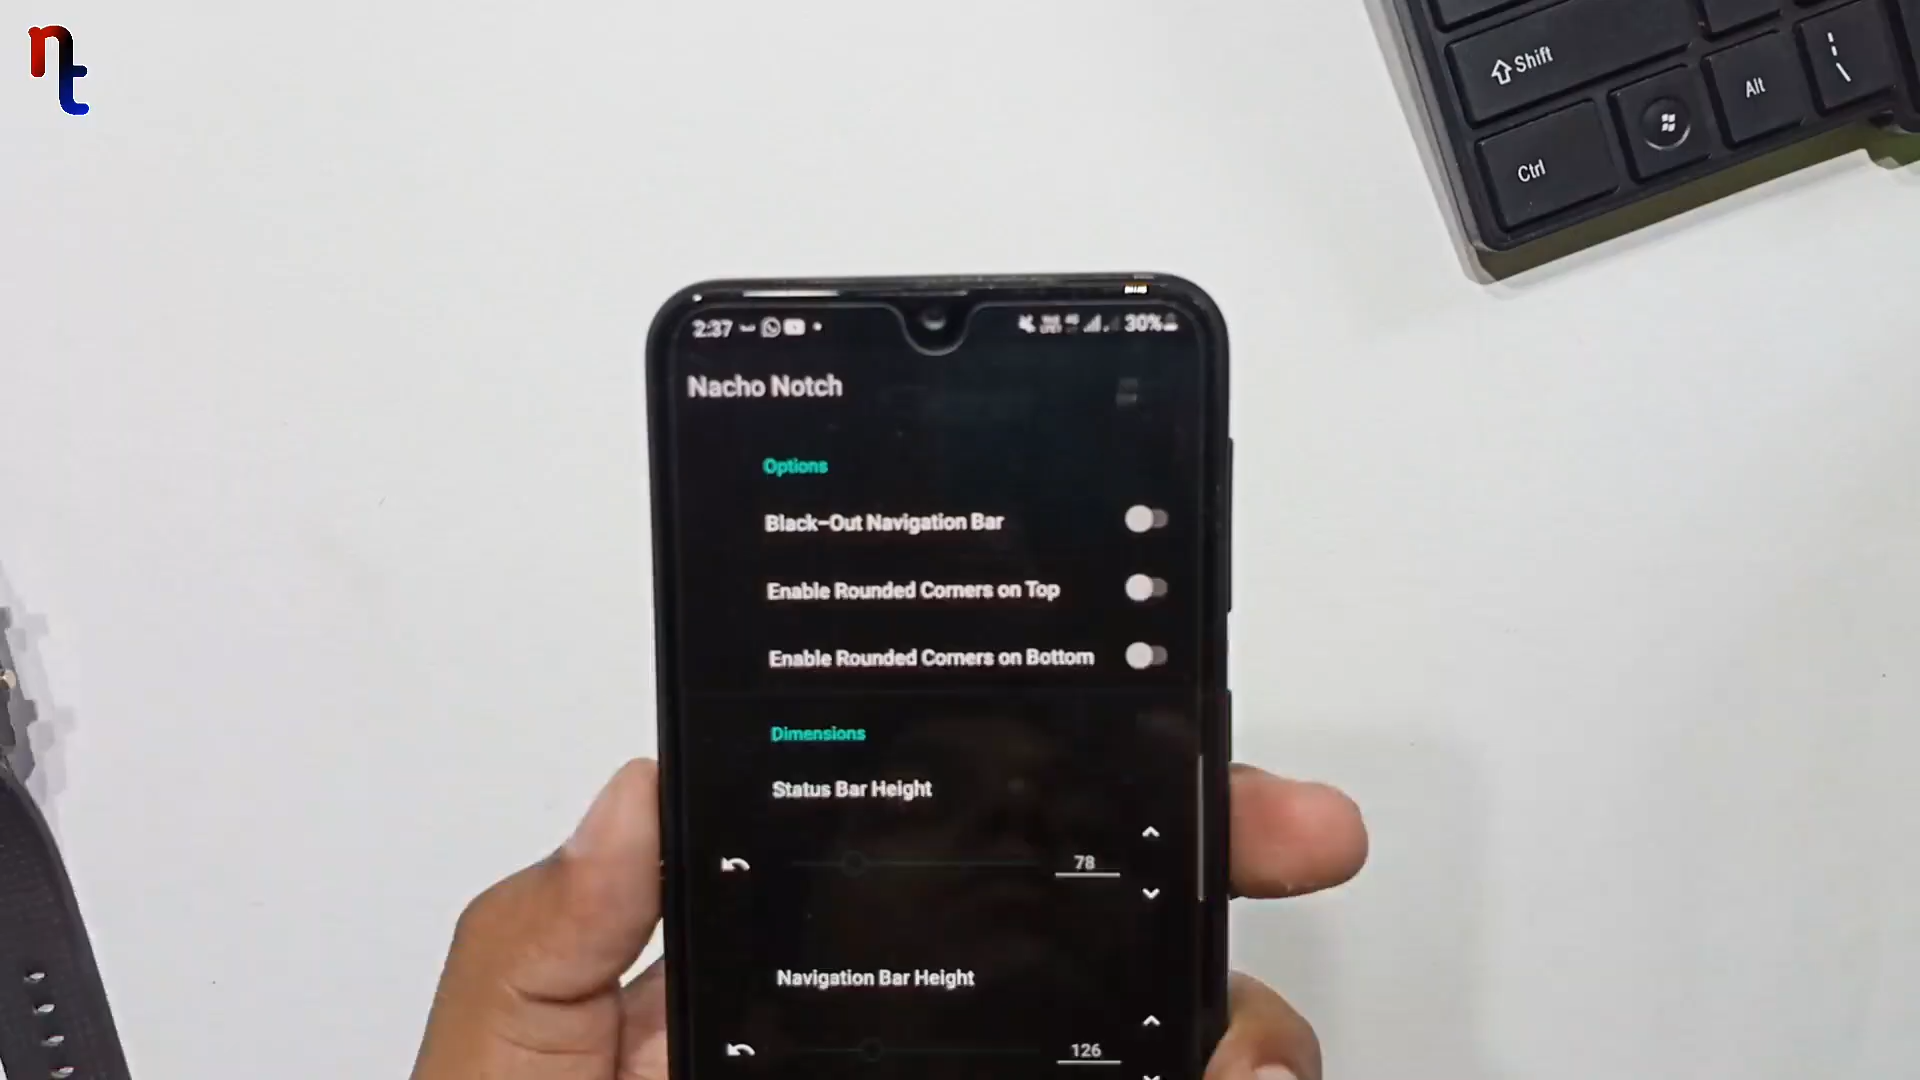 nt
Shift
Alt
\
Ctrl
2:37
30%
Nacho Notch
Options
Black-Out Navigation Bar
Enable Rounded Corners on Top
Enable Rounded Corners on Bottom
Dimensions
Status Bar Height
78
Navigation Bar Height
126